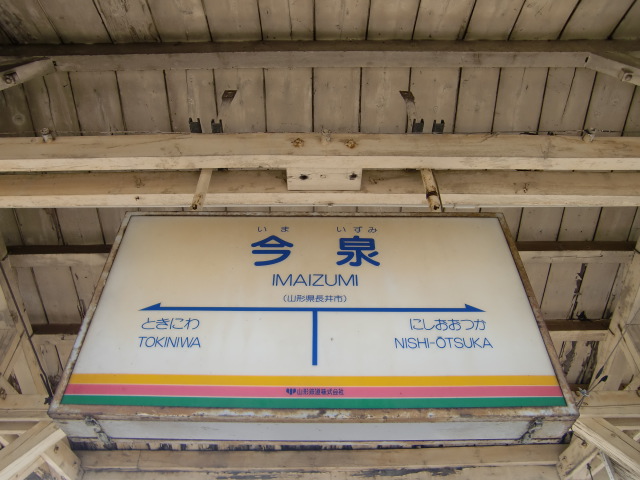 いま いずみ
今泉
IMAIZUMI
(山形県長井市)
ときにわ にしおおつか
TOKINIWA NISHI-ŌTSUKA
山形鉄道株式会社